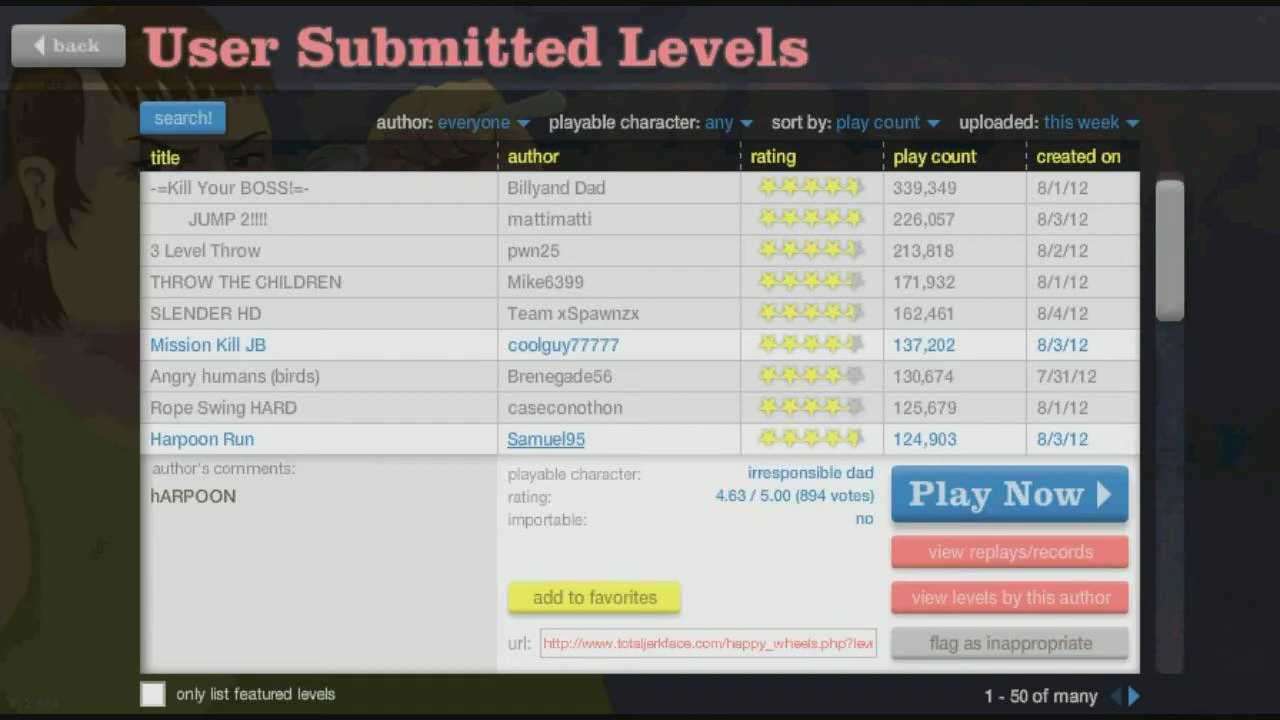 back
User Submitted Levels
search!
author: everyone playable character: any sort by: play count uploaded: this week
title author rating play count created on
-=Kill Your BOSS!=- Billyand Dad 339,349 8/1/12
JUMP 2!!!! mattimatti 226,057 8/3/12
3 Level Throw pwn25 213,818 8/2/12
THROW THE CHILDREN Mike6399 171,932 8/1/12
SLENDER HD Team xSpawnzx 162,461 8/4/12
Mission Kill JB coolguy77777 137,202 8/3/12
Angry humans (birds) Brenegade56 130,674 7/31/12
Rope Swing HARD caseconothon 125,679 8/1/12
Harpoon Run Samuel95 124,903 8/3/12
author's comments:
hARPOON
playable character: irresponsible dad
rating: 4.63 / 5.00 (894 votes)
importable: no
add to favorites
url: http://www.totaljerkface.com/happy_wheels.php?leve
Play Now
view replays/records
view levels by this author
flag as inappropriate
only list featured levels
1 - 50 of many